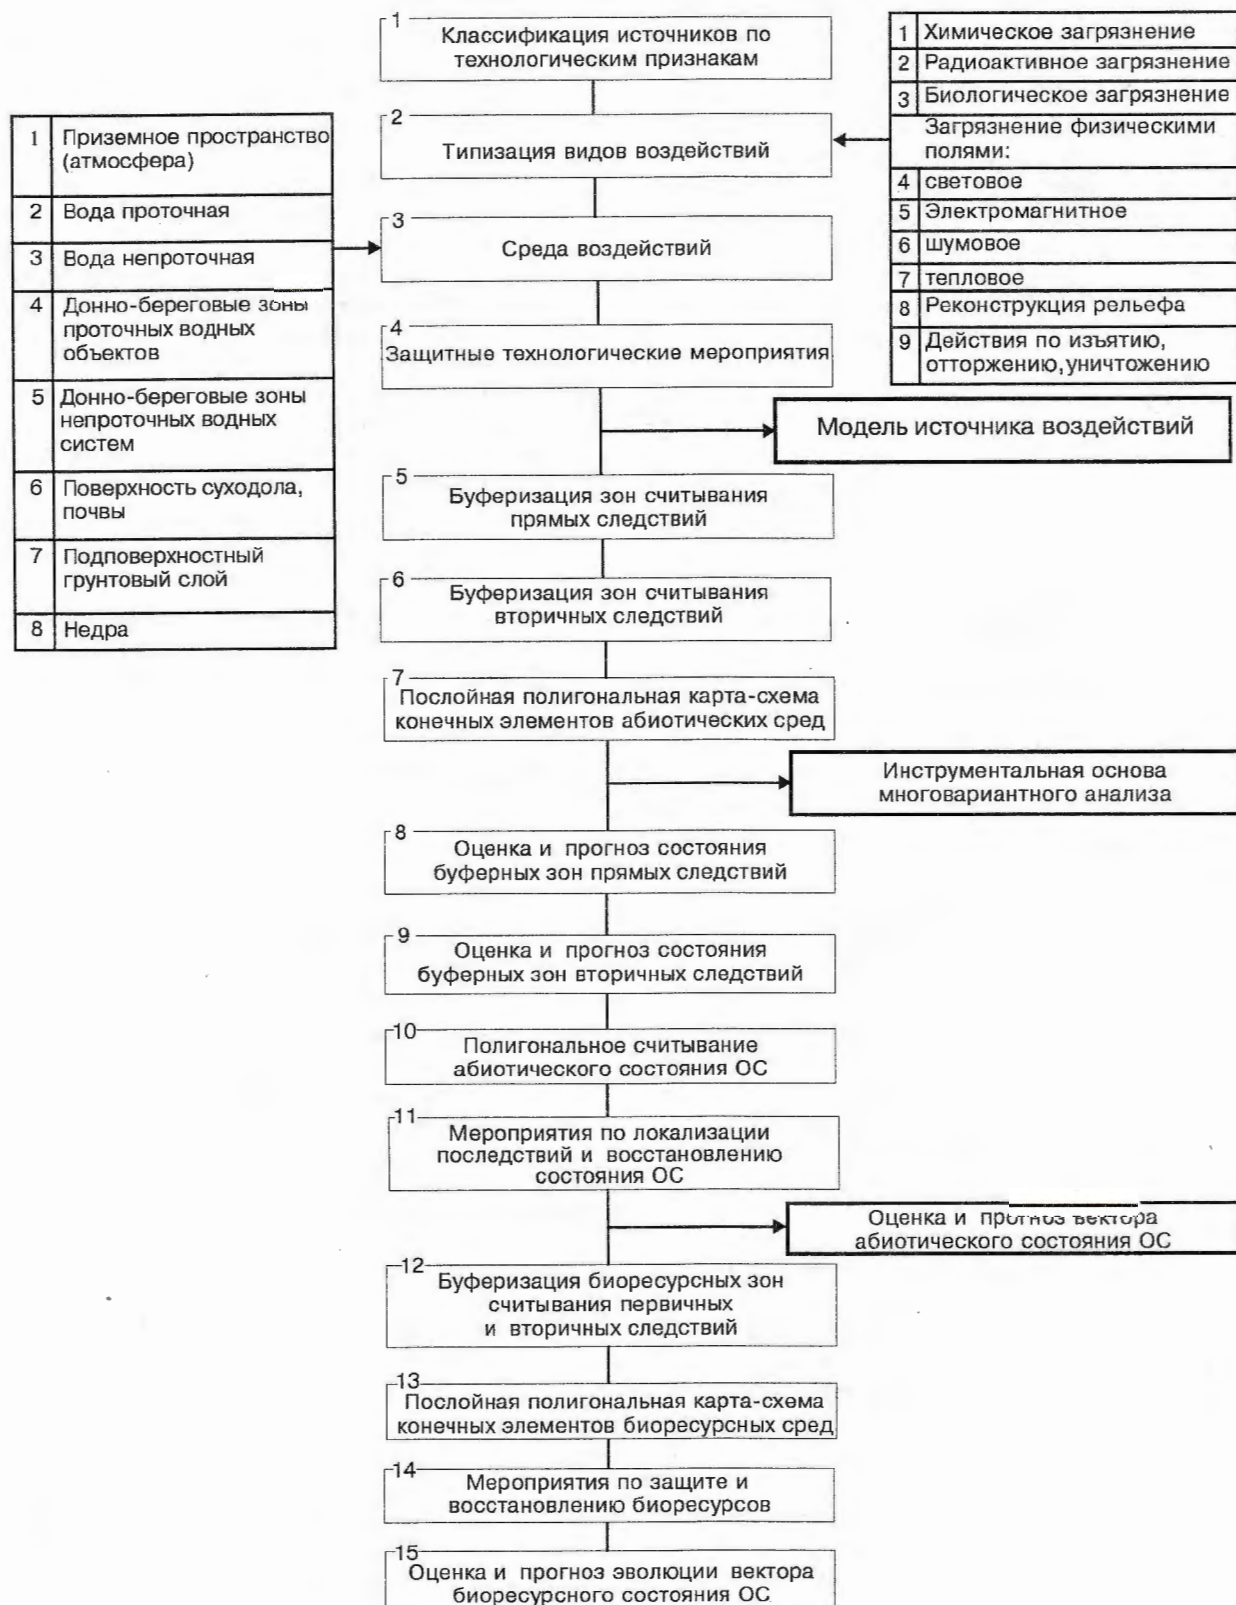 1
Классификация источников по
технологическим признакам
2
Типизация видов воздействий
3
Среда воздействий
4
Защитные технологические мероприятия
1 Химическое загрязнение
2 Радиоактивное загрязнение
3 Биологическое загрязнение
Загрязнение физическими
полями:
4 световое
5 Электромагнитное
6 шумовое
7 тепловое
8 Реконструкция рельефа
9 Действия по изъятию,
отторжению,уничтожению
1 Приземное пространство
(атмосфера)
2 Вода проточная
3 Вода непроточная
4 Донно-береговые зоны
проточных водных
объектов
5 Донно-береговые зоны
непроточных водных
систем
6 Поверхность суходола,
почвы
7 Подповерхностный
грунтовый слой
8 Недра
Модель источника воздействий
5
Буферизация зон считывания
прямых следствий
6
Буферизация зон считывания
вторичных следствий
7
Послойная полигональная карта-схема
конечных элементов абиотических сред
Инструментальная основа
многовариантного анализа
8
Оценка и прогноз состояния
буферных зон прямых следствий
9
Оценка и прогноз состояния
буферных зон вторичных следствий
10
Полигональное считывание
абиотического состояния ОС
11
Мероприятия по локализации
последствий и восстановлению
состояния ОС
Оценка и прогноз вектора
абиотического состояния ОС
12
Буферизация биоресурсных зон
считывания первичных
и вторичных следствий
13
Послойная полигональная карта-схема
конечных элементов биоресурсных сред
14
Мероприятия по защите и
восстановлению биоресурсов
15
Оценка и прогноз эволюции вектора
биоресурсного состояния ОС